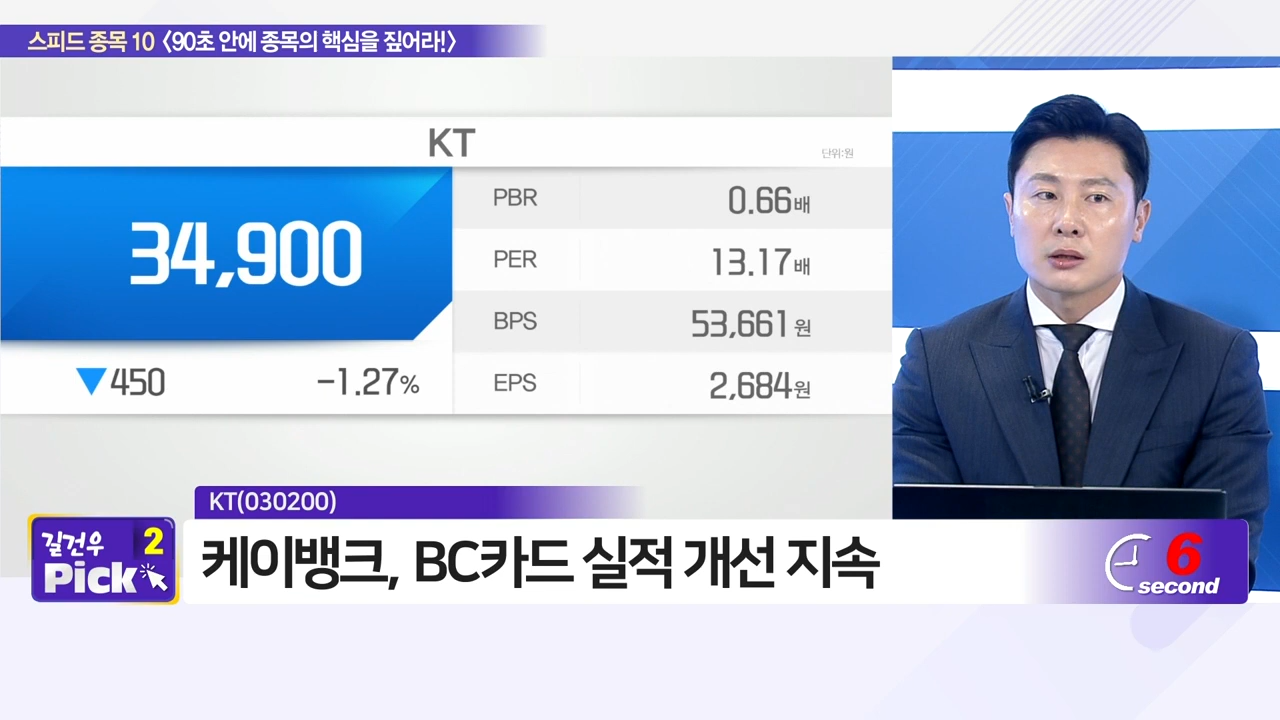 스피드 종목 10 <90초 안에 종목의 핵심을 짚어라!>
KT
단위:원
34,900
▼450 -1.27%
PBR 0.66배
PER 13.17배
BPS 53,661원
EPS 2,684원
KT(030200)
길건우 2
Pick
케이뱅크, BC카드 실적 개선 지속
6
second